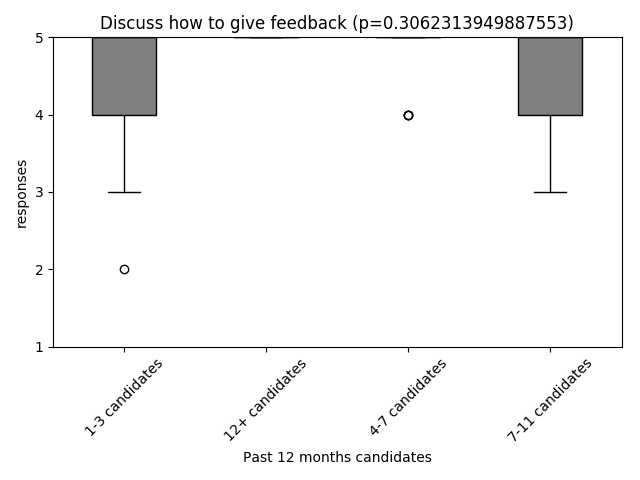 Discuss how to give feedback (p=0.3062313949887553)
5
4
3
2
1
responses
1-3 candidates
12+ candidates
4-7 candidates
7-11 candidates
Past 12 months candidates